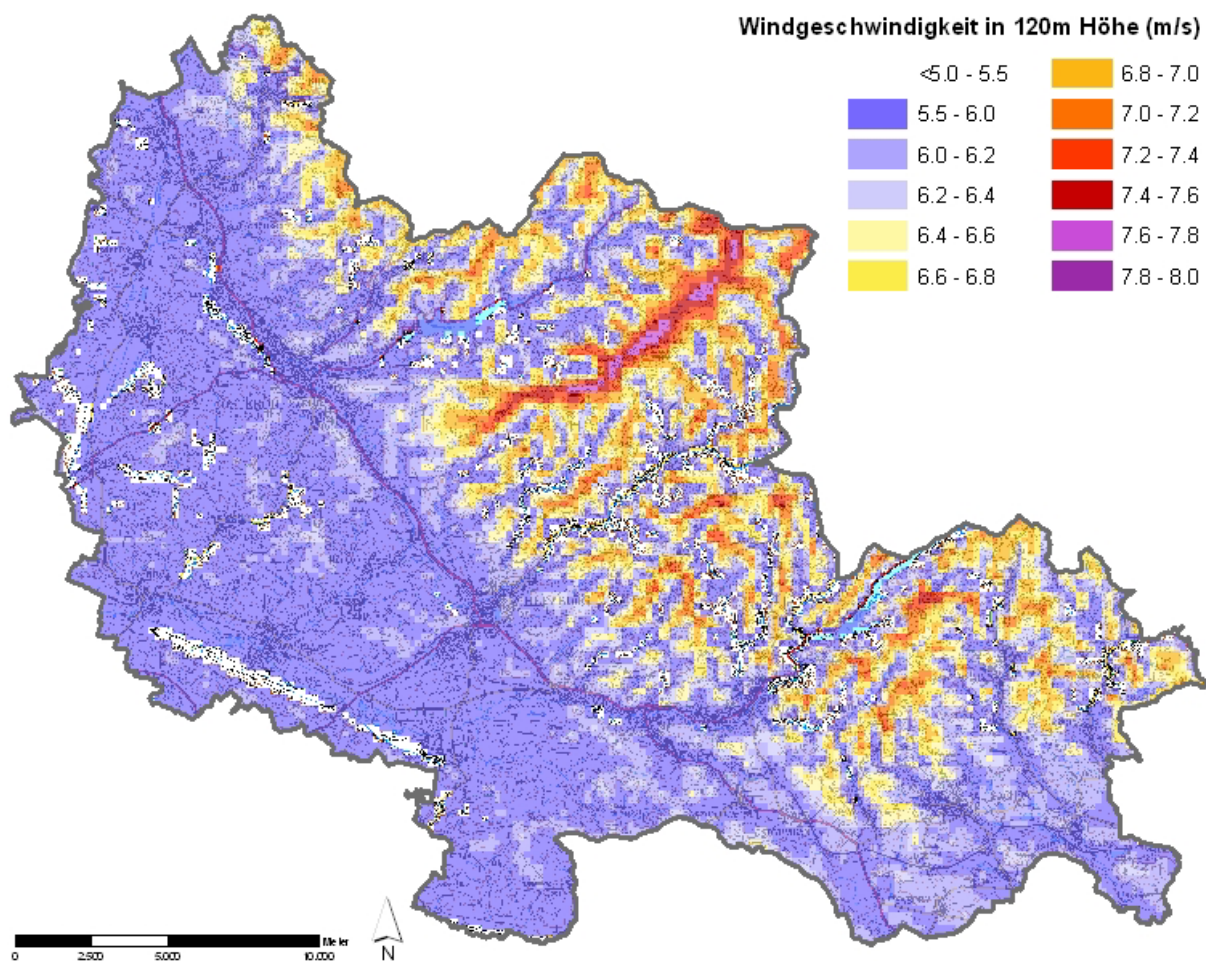 Windgeschwindigkeit in 120m Höhe (m/s)
<5.0 - 5.5
5.5 - 6.0
6.0 - 6.2
6.2 - 6.4
6.4 - 6.6
6.6 - 6.8
6.8 - 7.0
7.0 - 7.2
7.2 - 7.4
7.4 - 7.6
7.6 - 7.8
7.8 - 8.0
Meter
0 2.500 5.000 10.000
N